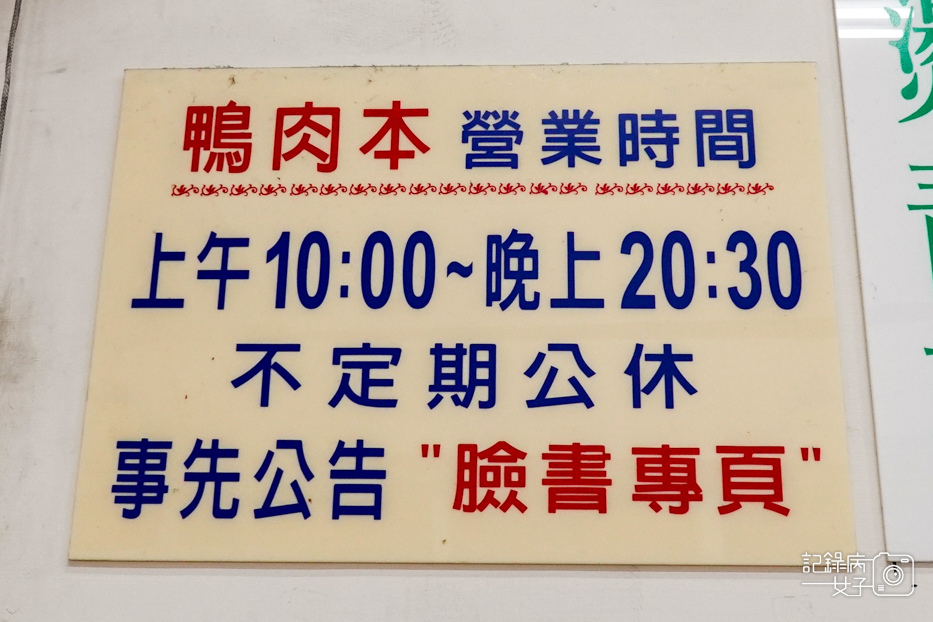 鴨肉本 營業時間
上午10:00~晚上20:30
不定期公休
事先公告 "臉書專頁"
記錄病
女子